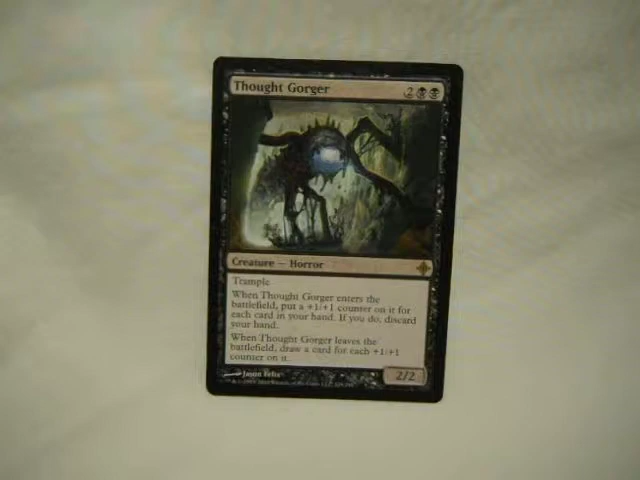 Thought Gorger 2
Creature — Horror
Trample
When Thought Gorger enters the
battlefield, put a +1/+1 counter on it for
each card in your hand. If you do, discard
your hand.
When Thought Gorger leaves the
battlefield, draw a card for each +1/+1
counter on it.
2/2
Jason Felix